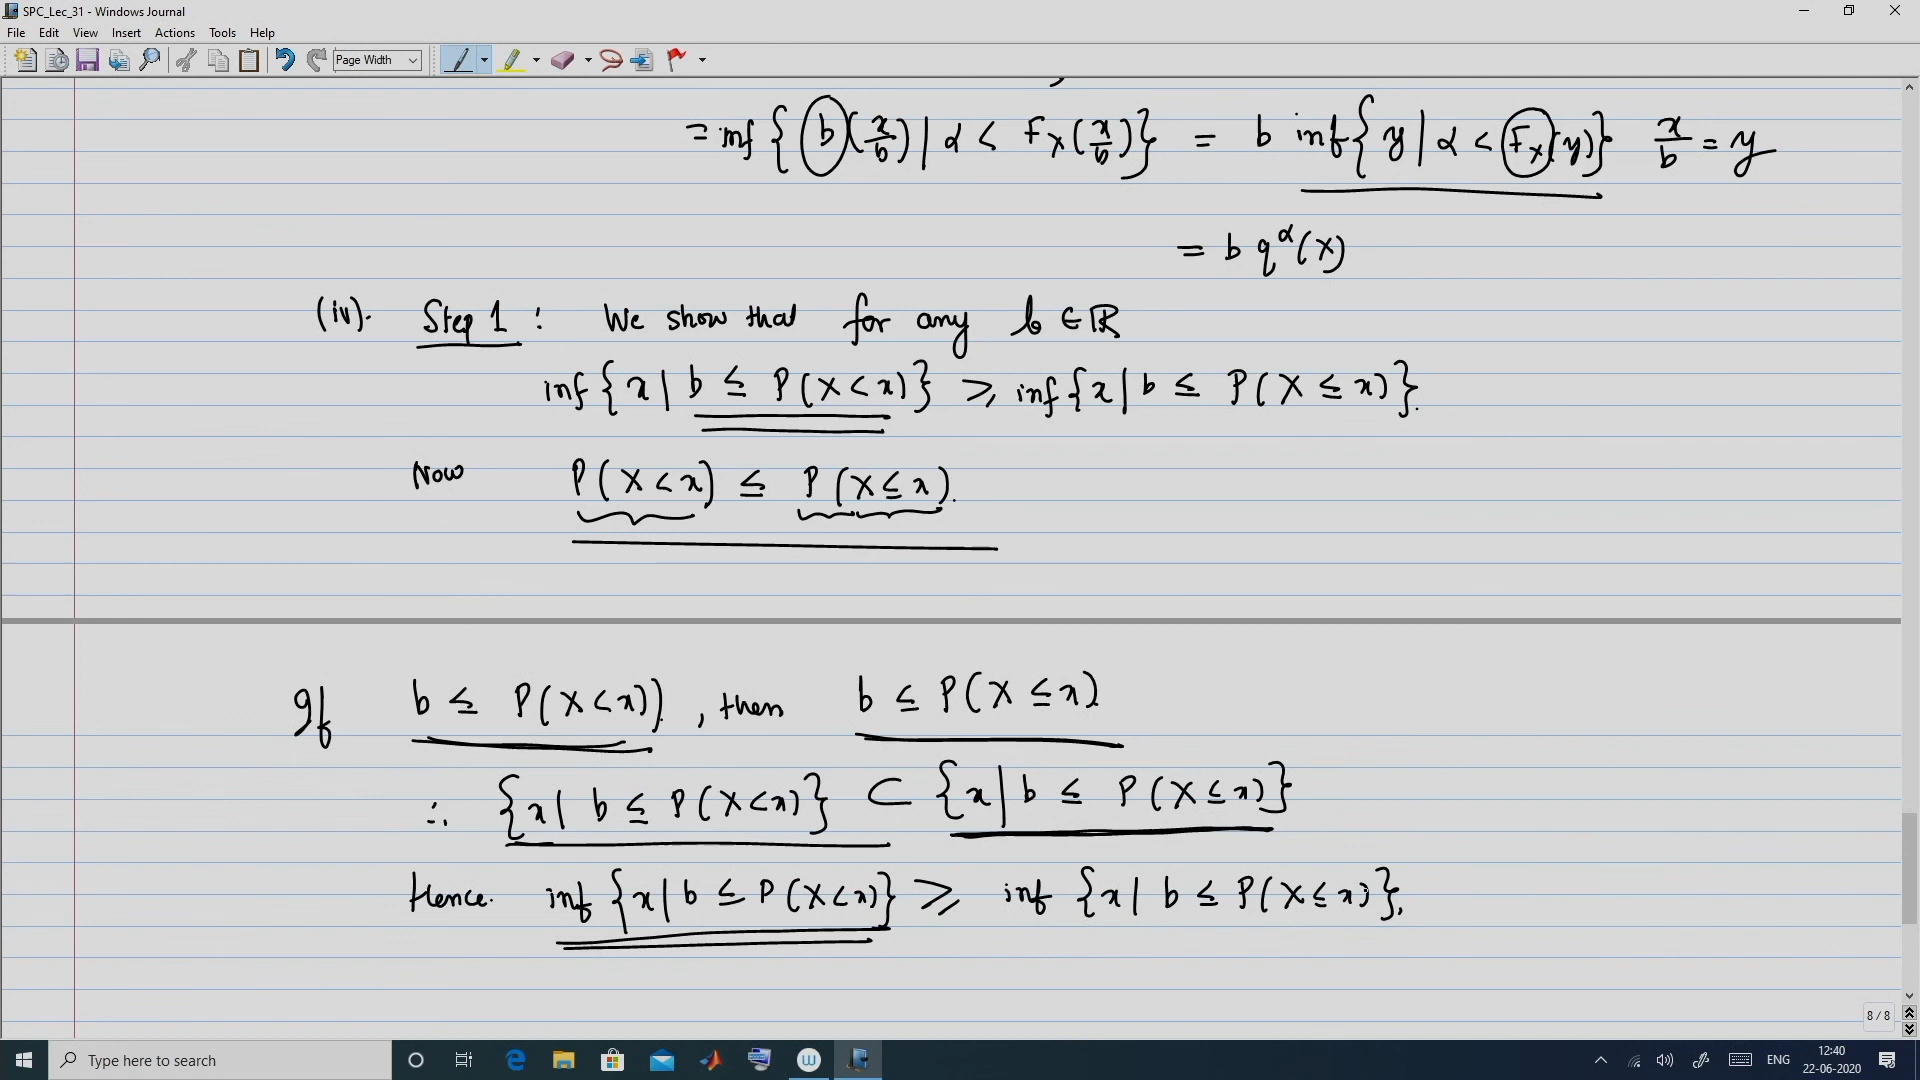 SPC_Lec_31 - Windows Journal
File Edit View Insert Actions Tools Help
Page Width
= inf { b (x/b) | α < F_X (x/b) } = b inf { y | α < F_X (y) } x/b = y
= b q^α (X)
(iv). Step 1 : We show that for any b ∈ ℝ
inf { x | b ≤ P( X < x ) } ⩾ inf { x | b ≤ P( X ≤ x ) }.
Now P( X < x ) ≤ P( X ≤ x ).
If b ≤ P( X < x ) ) , then b ≤ P( X ≤ x )
∴ { x | b ≤ P( X < x ) } ⊂ { x | b ≤ P( X ≤ x ) }
Hence. inf { x | b ≤ P( X < x ) } ⩾ inf { x | b ≤ P( X ≤ x ) },
8 / 8
Type here to search
ENG
12:40
22-06-2020